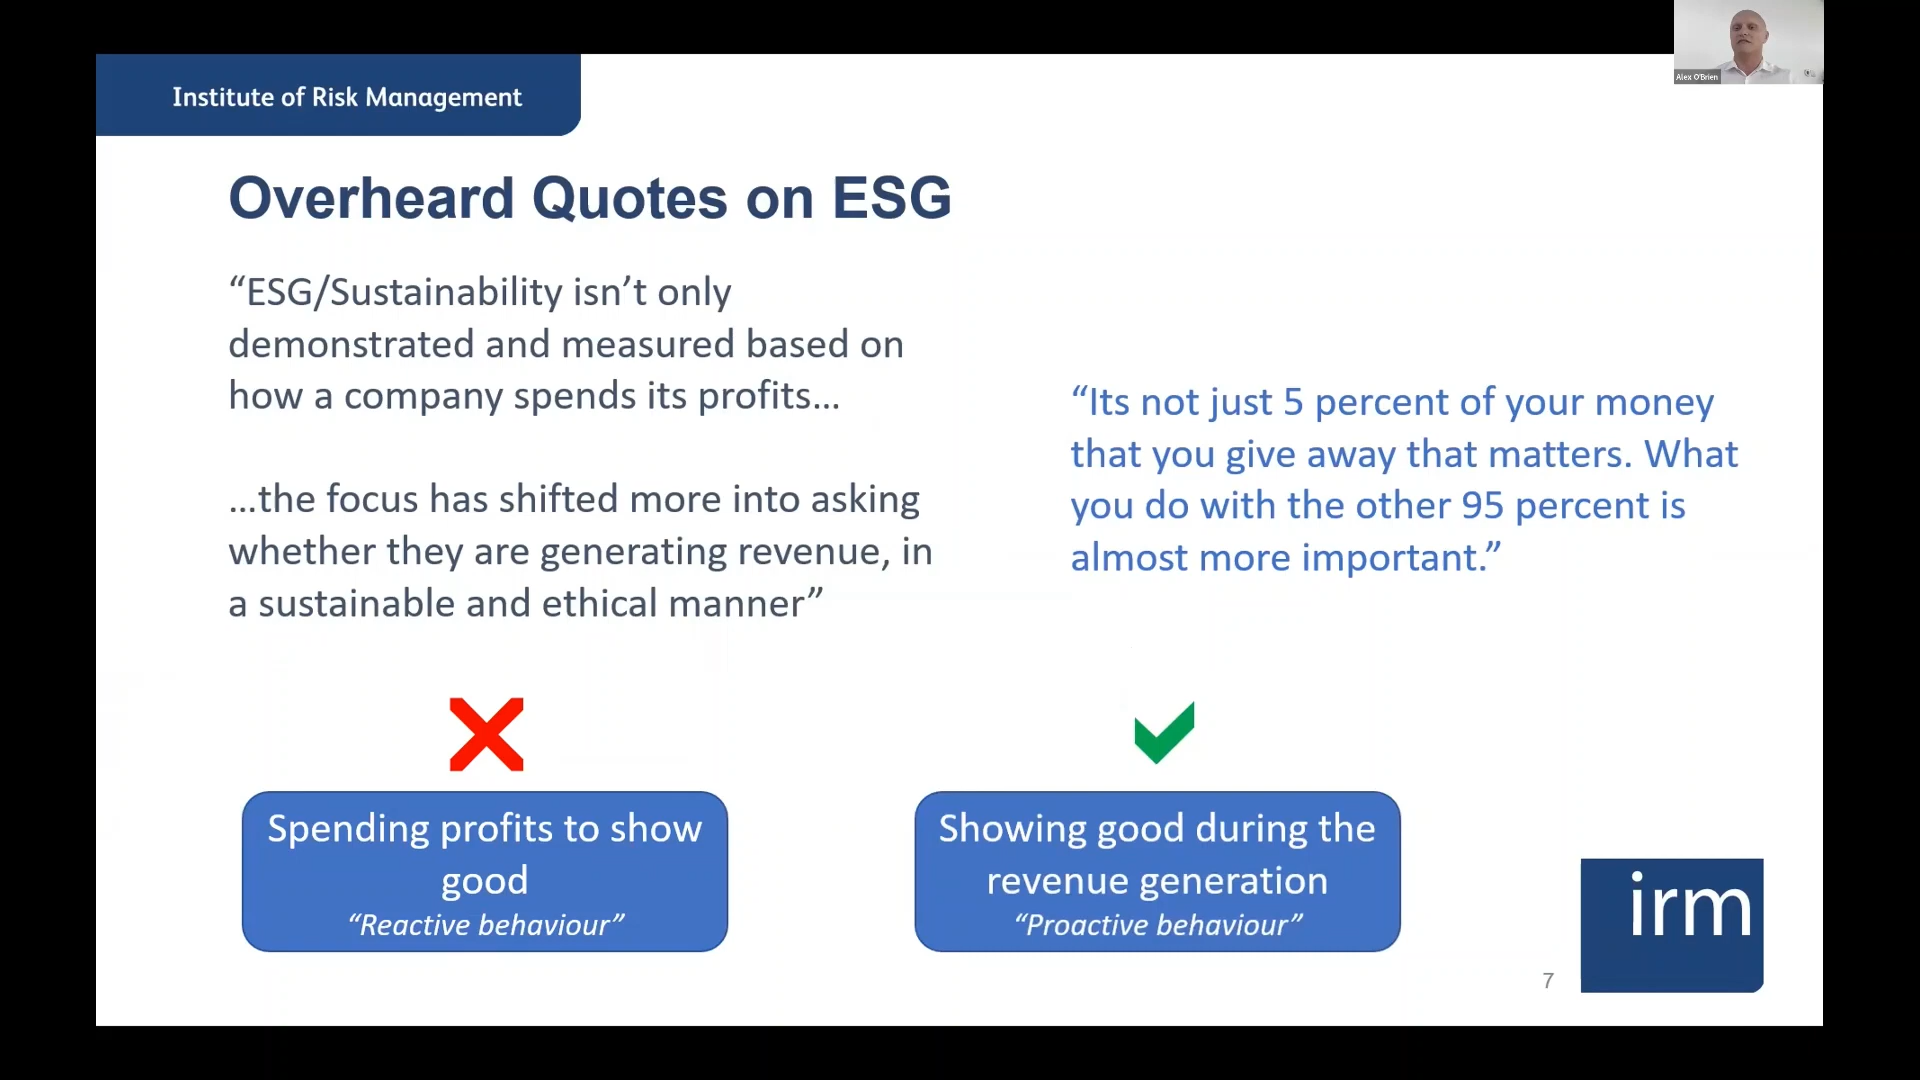 Alex O'Brien
Institute of Risk Management
Overheard Quotes on ESG
“ESG/Sustainability isn’t only
demonstrated and measured based on
how a company spends its profits…
…the focus has shifted more into asking
whether they are generating revenue, in
a sustainable and ethical manner”
“Its not just 5 percent of your money
that you give away that matters. What
you do with the other 95 percent is
almost more important.”
Spending profits to show
good
“Reactive behaviour”
Showing good during the
revenue generation
“Proactive behaviour”
irm
7